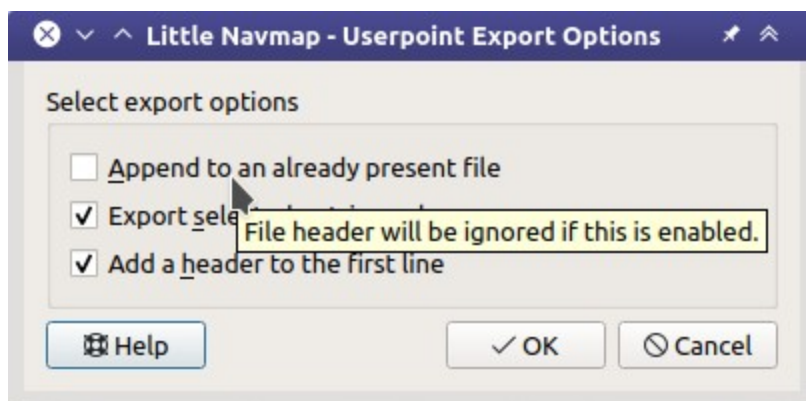 Little Navmap - Userpoint Export Options
Select export options
Append to an already present file
Export sele
File header will be ignored if this is enabled.
Add a header to the first line
Help
OK
Cancel